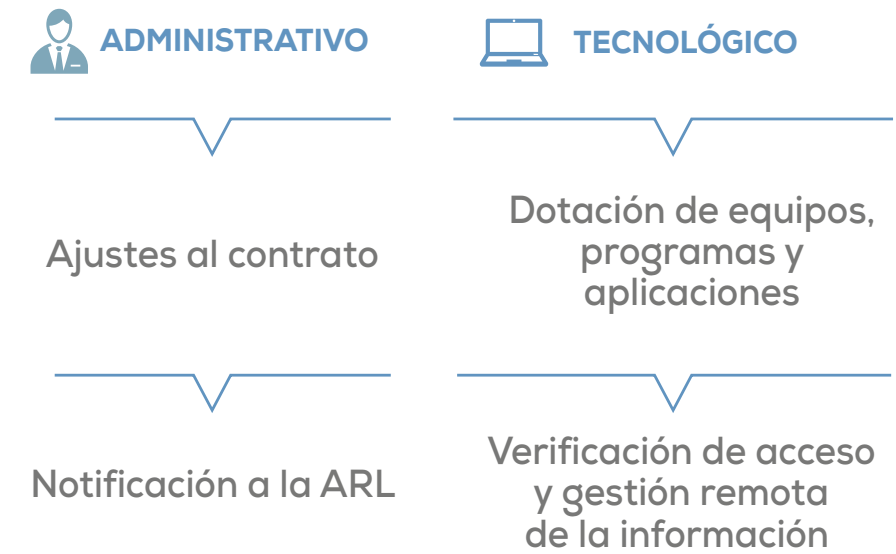 ADMINISTRATIVO
Ajustes al contrato
Notificación a la ARL
TECNOLÓGICO
Dotación de equipos,
programas y
aplicaciones
Verificación de acceso
y gestión remota
de la información